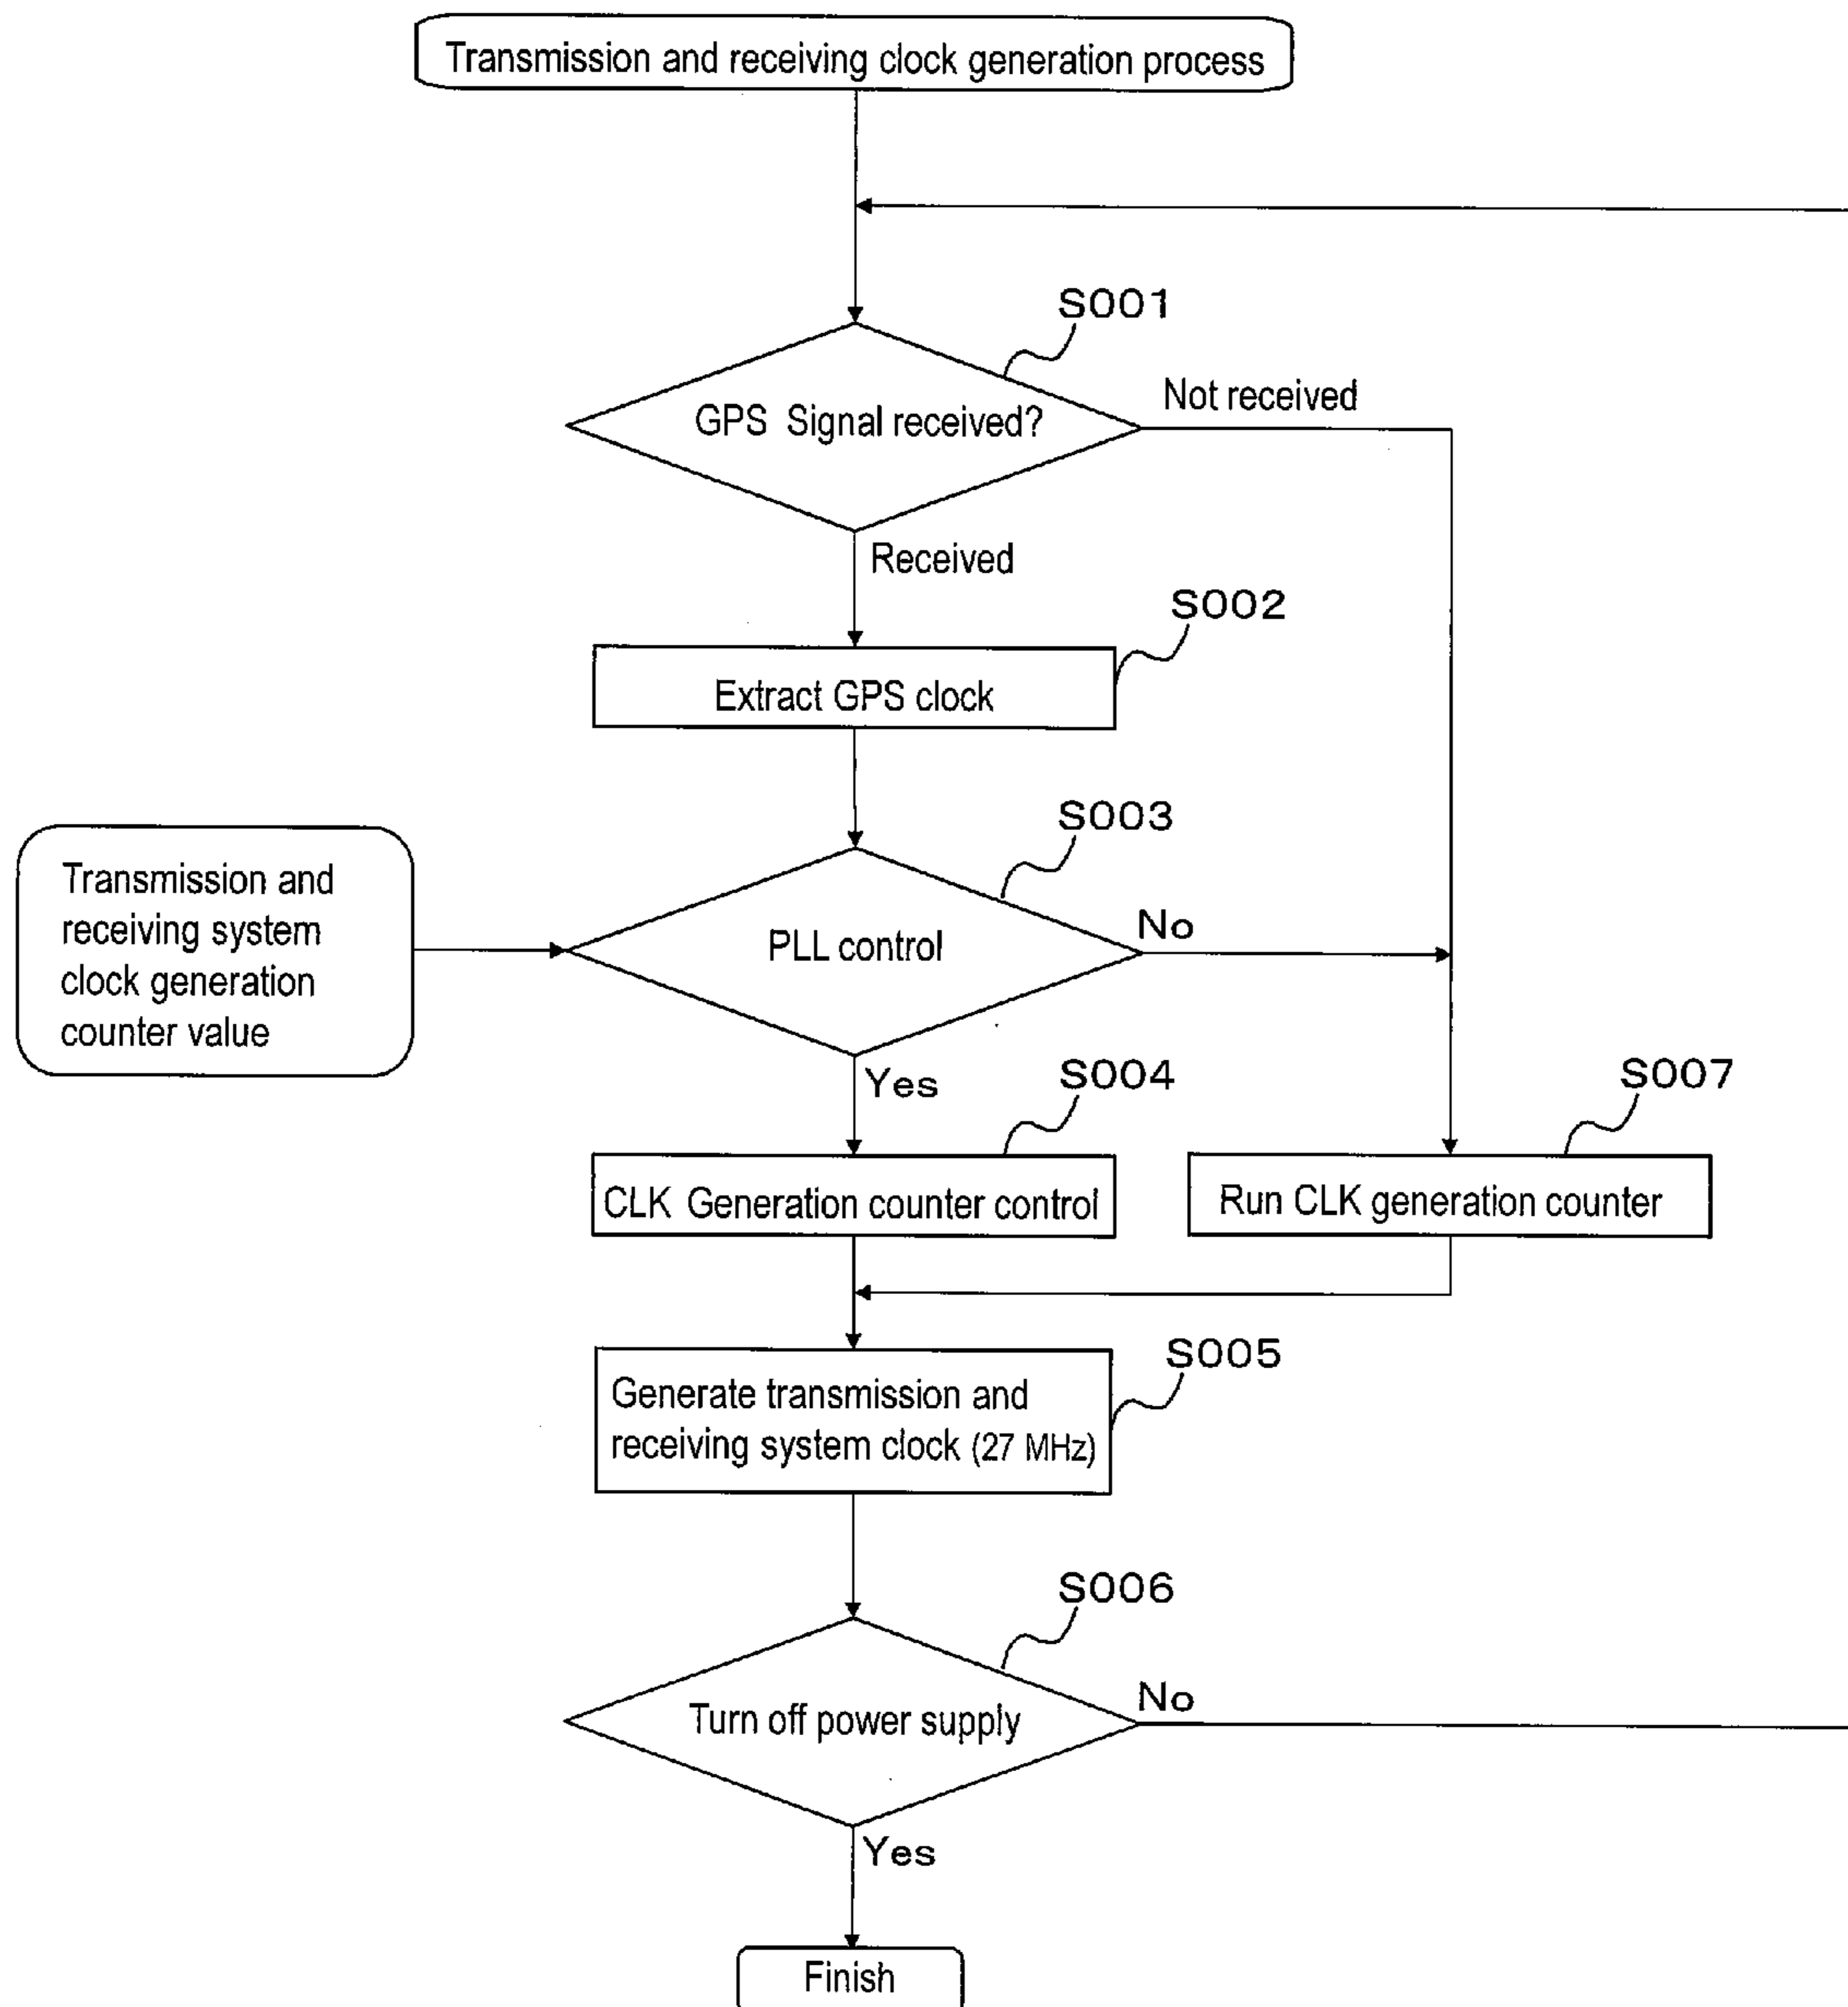 Transmission and receiving clock generation process
S001
GPS Signal received?
Not received
Received
S002
Extract GPS clock
S003
Transmission and
receiving system
clock generation
counter value
PLL control
No
Yes
S004
S007
CLK Generation counter control
Run CLK generation counter
S005
Generate transmission and
receiving system clock (27 MHz)
S006
Turn off power supply
No
Yes
Finish